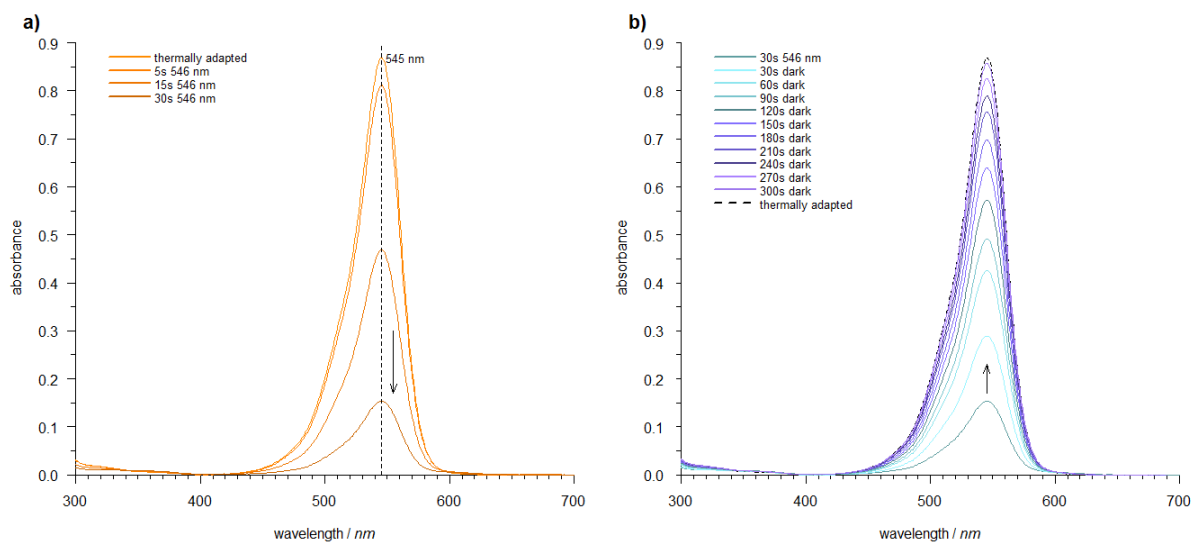 a)
0.9
0.8
0.7
0.6
0.5
0.4
0.3
0.2
0.1
0.0
absorbance
thermally adapted
5s 546 nm
15s 546 nm
30s 546 nm
545 nm
300
400
500
600
700
wavelength / nm
b)
0.9
0.8
0.7
0.6
0.5
0.4
0.3
0.2
0.1
0.0
absorbance
30s 546 nm
30s dark
60s dark
90s dark
120s dark
150s dark
180s dark
210s dark
240s dark
270s dark
300s dark
thermally adapted
300
400
500
600
700
wavelength / nm